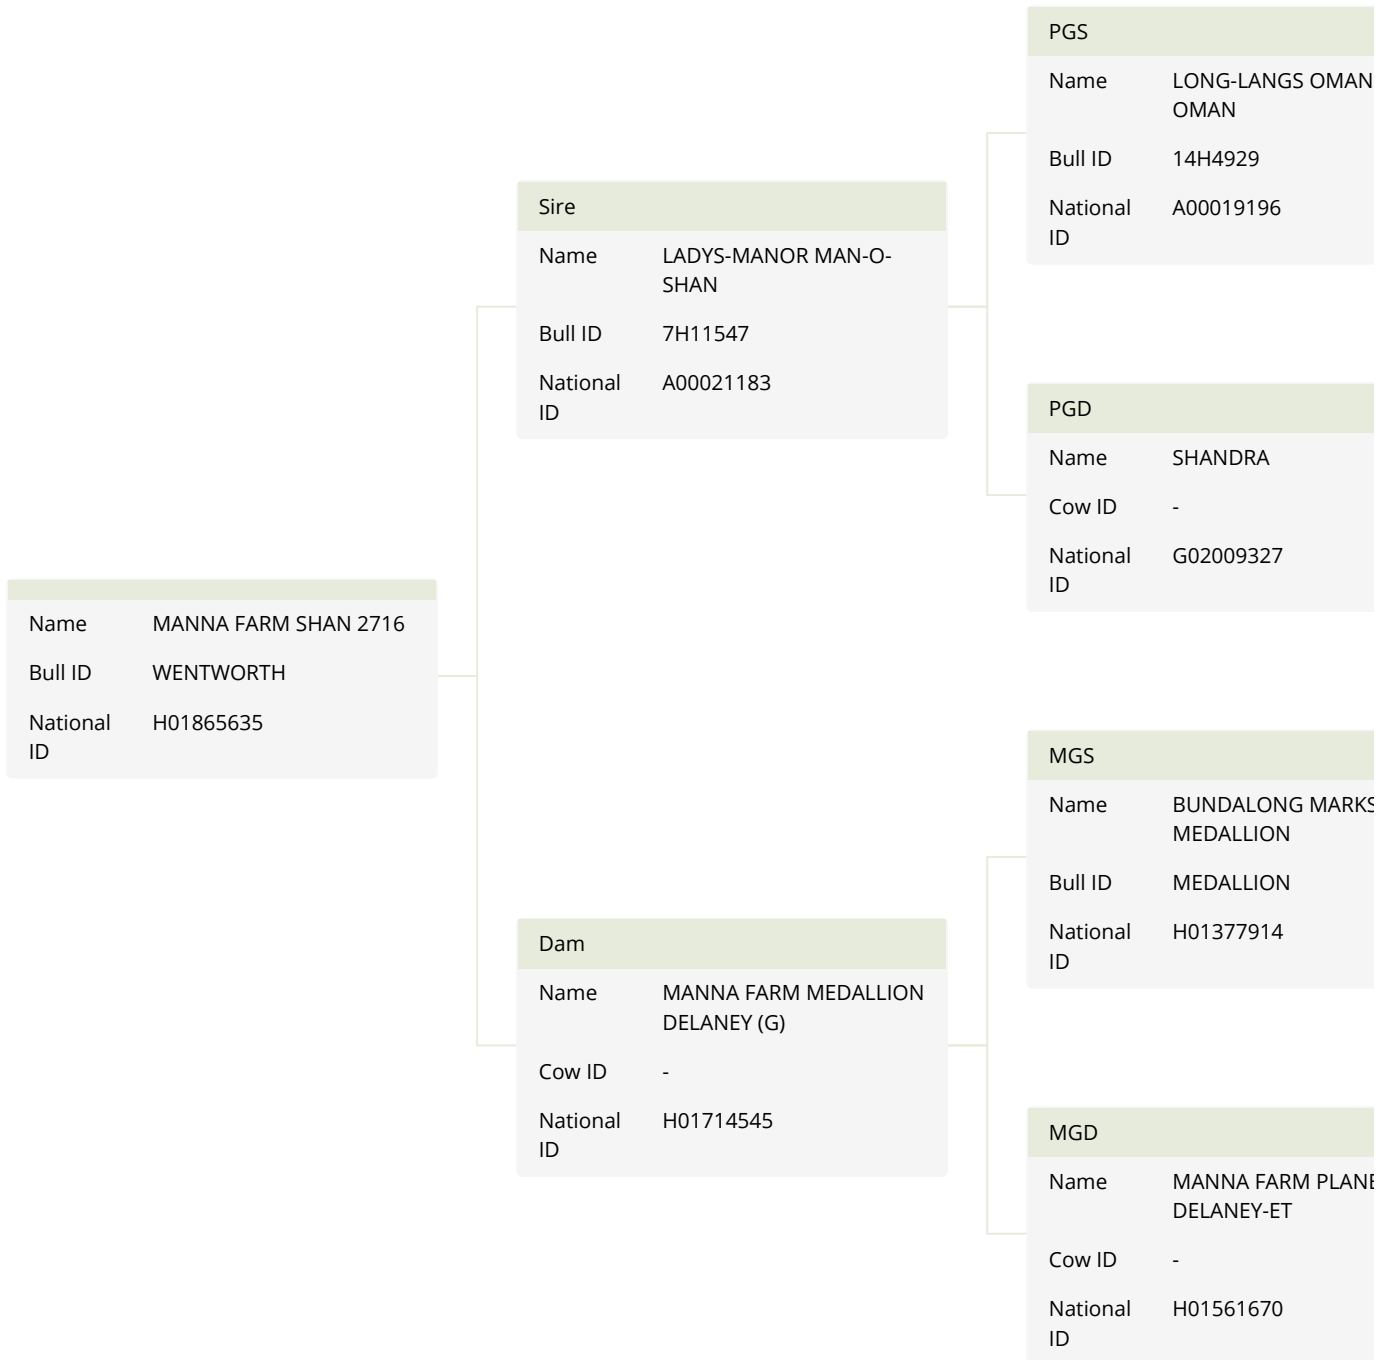 PGS
Name LONG-LANGS OMAN
OMAN
Bull ID 14H4929
National A00019196
ID
Sire
Name LADYS-MANOR MAN-O-
SHAN
Bull ID 7H11547
National A00021183
ID
PGD
Name SHANDRA
Cow ID -
National G02009327
ID
Name MANNA FARM SHAN 2716
Bull ID WENTWORTH
National H01865635
ID
MGS
Name BUNDALONG MARKS
MEDALLION
Bull ID MEDALLION
National H01377914
ID
Dam
Name MANNA FARM MEDALLION
DELANEY (G)
Cow ID -
National H01714545
ID
MGD
Name MANNA FARM PLANE
DELANEY-ET
Cow ID -
National H01561670
ID